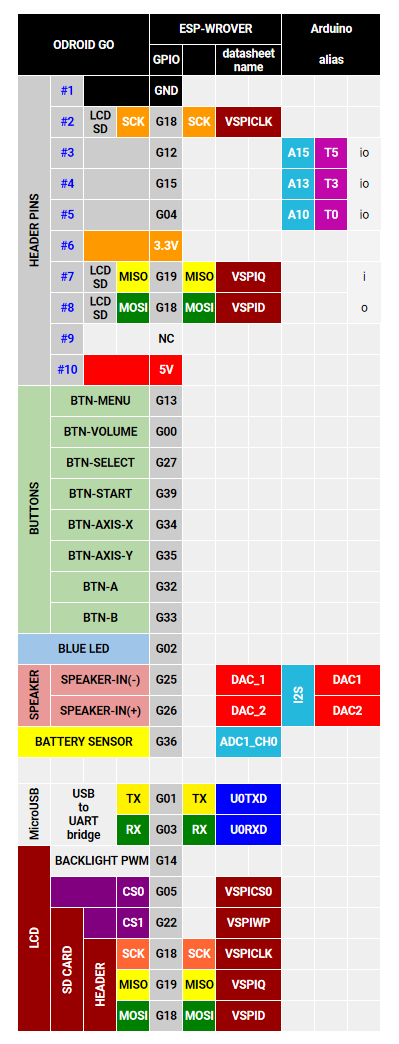 ODROID GO ESP-WROVER Arduino
GPIO datasheet name alias
HEADER PINS
#1 GND
#2 LCD SD SCK G18 SCK VSPICLK
#3 G12 A15 T5 io
#4 G15 A13 T3 io
#5 G04 A10 T0 io
#6 3.3V
#7 LCD SD MISO G19 MISO VSPIQ i
#8 LCD SD MOSI G18 MOSI VSPID o
#9 NC
#10 5V
BUTTONS
BTN-MENU G13
BTN-VOLUME G00
BTN-SELECT G27
BTN-START G39
BTN-AXIS-X G34
BTN-AXIS-Y G35
BTN-A G32
BTN-B G33
BLUE LED G02
SPEAKER
SPEAKER-IN(-) G25 DAC_1 I2S DAC1
SPEAKER-IN(+) G26 DAC_2 DAC2
BATTERY SENSOR G36 ADC1_CH0
MicroUSB
USB to UART bridge
TX G01 TX U0TXD
RX G03 RX U0RXD
LCD
BACKLIGHT PWM G14
CS0 G05 VSPICS0
SD CARD
CS1 G22 VSPIWP
HEADER
SCK G18 SCK VSPICLK
MISO G19 MISO VSPIQ
MOSI G18 MOSI VSPID